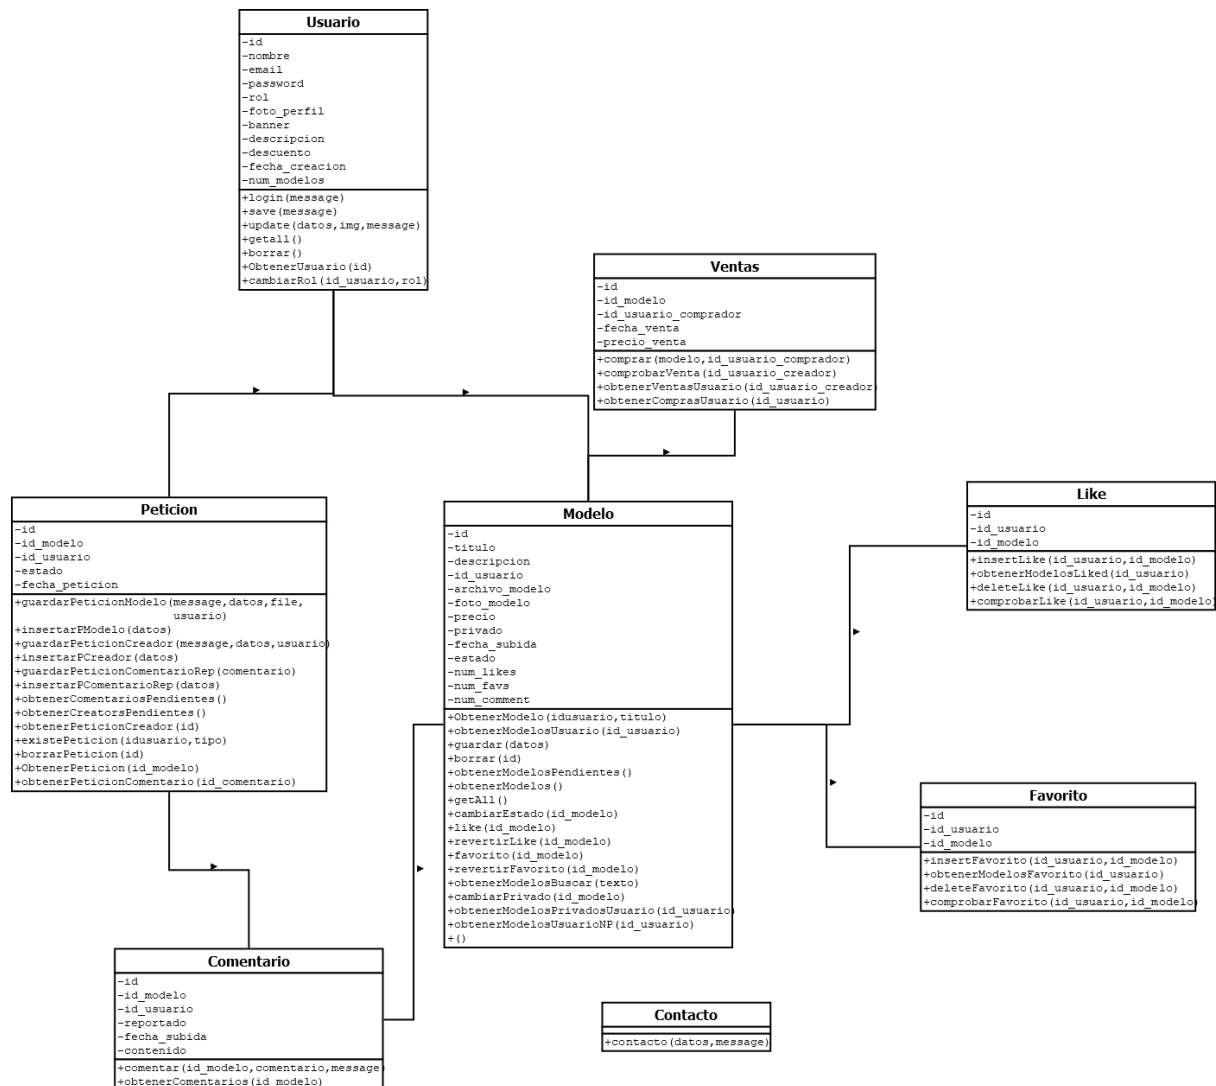 Usuario
-id
-nombre
-email
-password
-rol
-foto_perfil
-banner
-descripcion
-descuento
-fecha_creacion
-num_modelos
+login(message)
+save(message)
+update(datos,img,message)
+getall()
+borrar()
+ObtenerUsuario(id)
+cambiarRol(id_usuario,rol)
Ventas
-id
-id_modelo
-id_usuario_comprador
-fecha_venta
-precio_venta
+comprar(modelo,id_usuario_comprador)
+comprobarVenta(id_usuario_creador)
+obtenerVentasUsuario(id_usuario_creador
+obtenerComprasUsuario(id_usuario)
Peticion
-id
-id_modelo
-id_usuario
-estado
-fecha_peticion
+guardarPeticionModelo(message,datos,file,
usuario)
+insertarPModelo(datos)
+guardarPeticionCreador(message,datos,usuario)
+insertarPCreador(datos)
+guardarPeticionComentarioRep(comentario)
+insertarPComentarioRep(datos)
+obtenerComentariosPendientes()
+obtenerCreatorsPendientes()
+obtenerPeticionCreador(id)
+existePeticion(idusuario,tipo)
+borrarPeticion(id)
+ObtenerPeticion(id_modelo)
+obtenerPeticionComentario(id_comentario)
Modelo
-id
-titulo
-descripcion
-id_usuario
-archivo_modelo
-foto_modelo
-precio
-privado
-fecha_subida
-estado
-num_likes
-num_favs
-num_comment
+ObtenerModelo(idusuario,titulo)
+obtenerModelosUsuario(id_usuario)
+guardar(datos)
+borrar(id)
+obtenerModelosPendientes()
+obtenerModelos()
+getAll()
+cambiarEstado(id_modelo)
+like(id_modelo)
+revertirLike(id_modelo)
+favorito(id_modelo)
+revertirFavorito(id_modelo)
+obtenerModelosBuscar(texto)
+cambiarPrivado(id_modelo)
+obtenerModelosPrivadosUsuario(id_usuario)
+obtenerModelosUsuarioNP(id_usuario)
+()
Like
-id
-id_usuario
-id_modelo
+insertLike(id_usuario,id_modelo)
+obtenerModelosLiked(id_usuario)
+deleteLike(id_usuario,id_modelo)
+comprobarLike(id_usuario,id_modelo)
Favorito
-id
-id_usuario
-id_modelo
+insertFavorito(id_usuario,id_modelo)
+obtenerModelosFavorito(id_usuario)
+deleteFavorito(id_usuario,id_modelo)
+comprobarFavorito(id_usuario,id_modelo)
Comentario
-id
-id_modelo
-id_usuario
-reportado
-fecha_subida
-contenido
+comentar(id_modelo,comentario,message)
+obtenerComentarios(id_modelo)
Contacto
+contacto(datos,message)